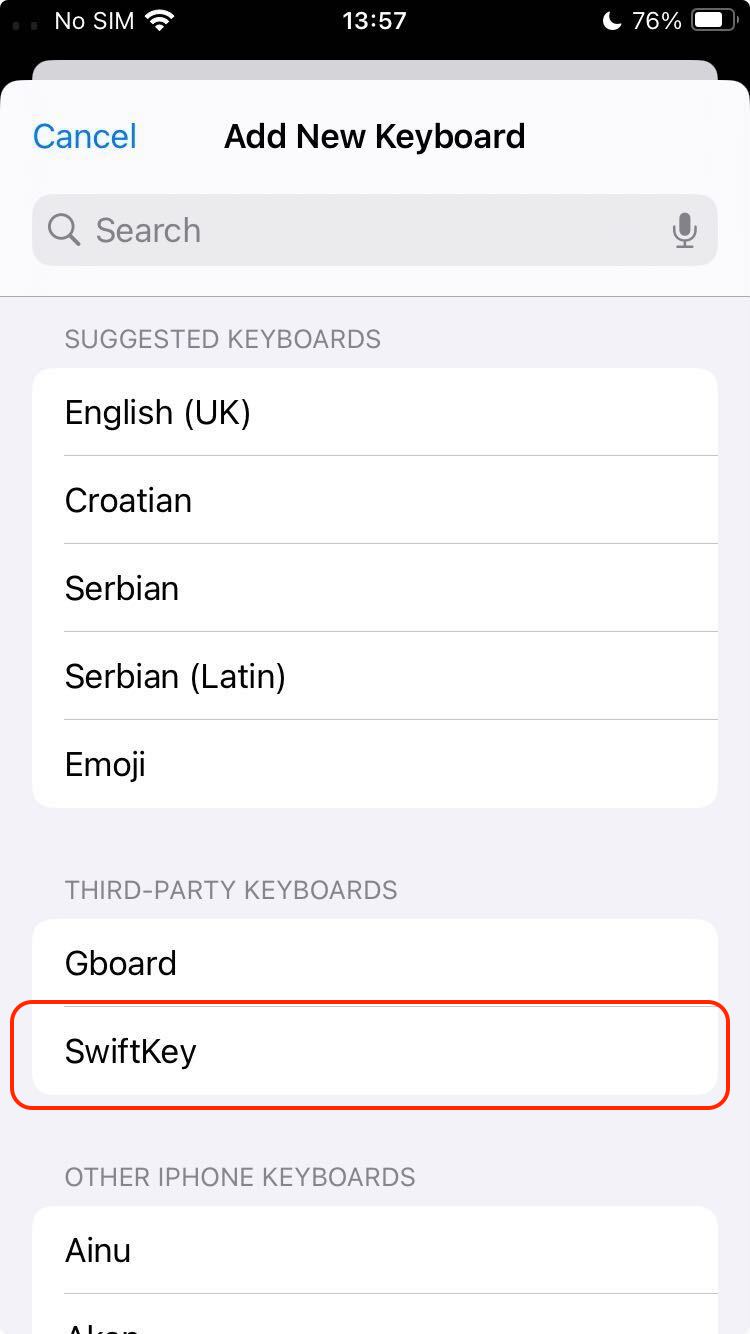 No SIM 13:57 76%
Cancel Add New Keyboard
Search
SUGGESTED KEYBOARDS
English (UK)
Croatian
Serbian
Serbian (Latin)
Emoji
THIRD-PARTY KEYBOARDS
Gboard
SwiftKey
OTHER IPHONE KEYBOARDS
Ainu